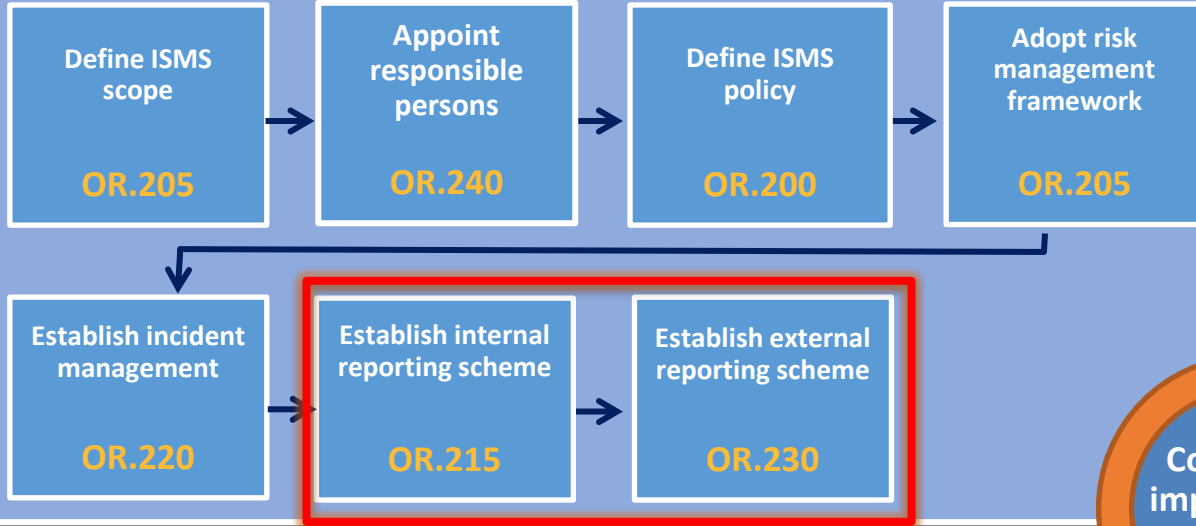 Define ISMS
scope
OR.205
Appoint
responsible
persons
OR.240
Define ISMS
policy
OR.200
Adopt risk
management
framework
OR.205
Establish incident
management
OR.220
Establish internal
reporting scheme
OR.215
Establish external
reporting scheme
OR.230